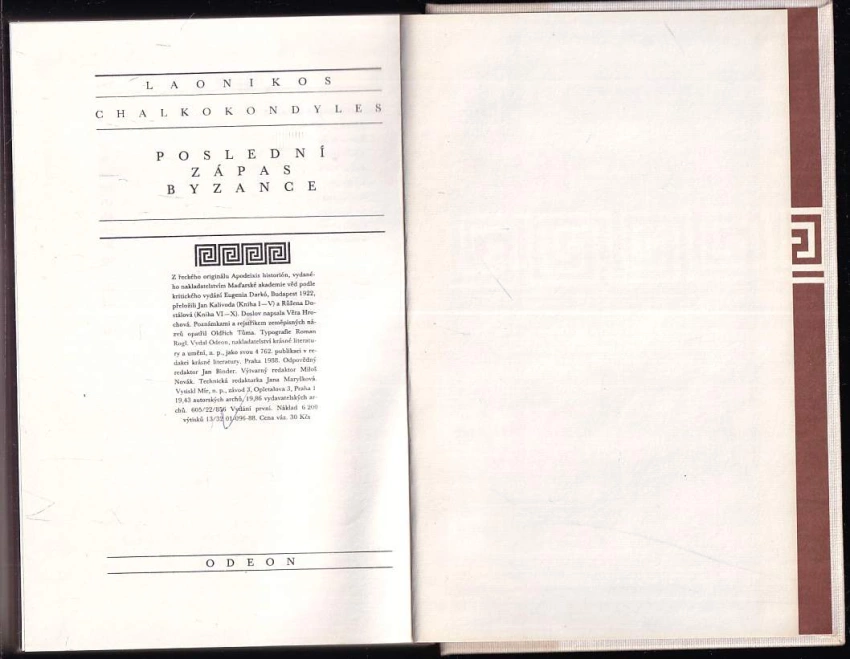 LAONIKOS
CHALKOKONDYLES
POSLEDNÍ
ZÁPAS
BYZANCE
Z řeckého originálu Apodeixis historión, vydané-
ho nakladatelstvím Maďarské akademie věd podle
kritického vydání Eugenia Darkó, Budapest 1922,
přeložili Jan Kalivoda (Kniha I—V) a Růžena Do-
stálová (Kniha VI—X). Doslov napsala Věra Hro-
chová. Poznámkami a rejstříkem zeměpisných ná-
zvů opatřil Oldřich Tůma. Typografie Roman
Rogl. Vydal Odeon, nakladatelství krásné literatu-
ry a umění, n. p., jako svou 4 762. publikaci v re-
dakci krásné literatury, Praha 1988. Odpovědný
redaktor Jan Binder. Výtvarný redaktor Miloš
Novák. Technická redaktorka Jana Maryšková.
Vytiskl Mír, n. p., závod 3, Opletalova 3, Praha 1
19,43 autorských archů, 19,86 vydavatelských ar-
chů. 605/22/856 Vydání první. Náklad 6 200
výtisků 13/32 01-096-88. Cena váz. 30 Kčs
ODEON